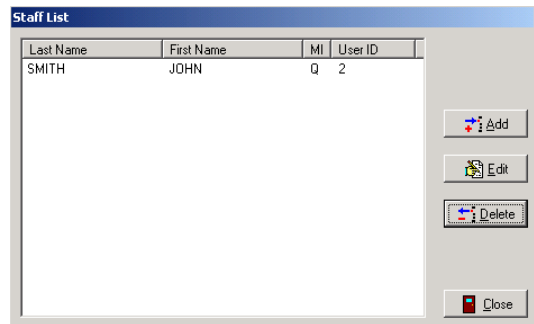 Staff List
Last Name First Name MI User ID
SMITH JOHN Q 2
Add
Edit
Delete
Close